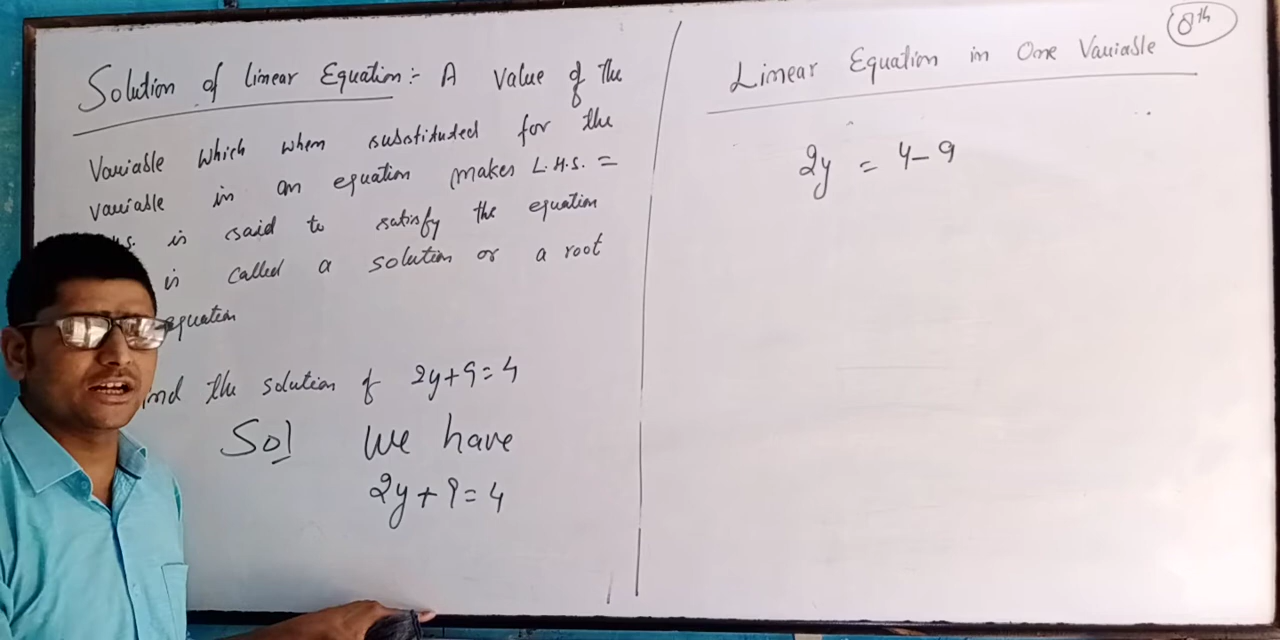 Solution of Linear Equation:- A value of the
Variable which when substituted for the
variable in an equation makes L.H.S. =
is said to satisfy the equation
is called a solution or a root
equation
the solution of 2y+9=4
Sol We have
2y+9=4
8th
Linear Equation in One Variable
2y = 4-9